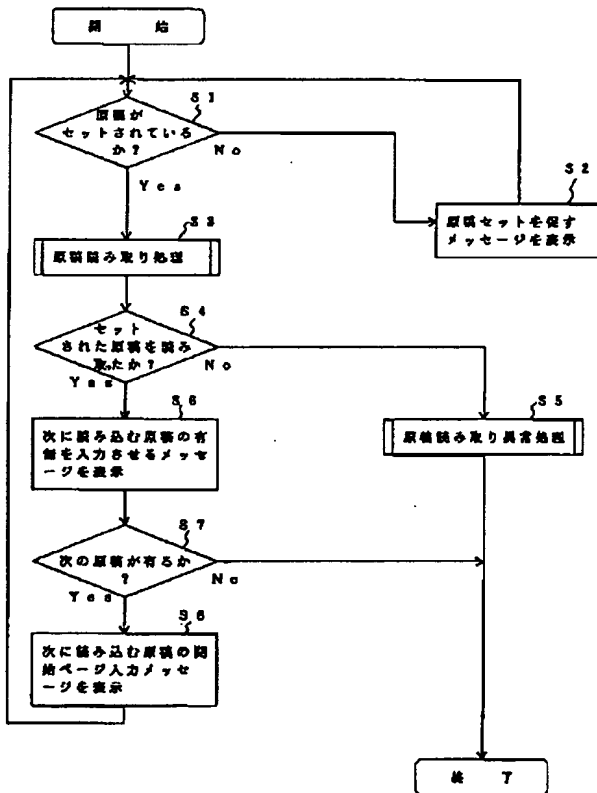 開 始
S1
原稿が
セットされている
か?
No
Yes
S2
原稿セットを促す
メッセージを表示
S3
原稿読み取り処理
S4
セット
された原稿を読み
取ったか?
Yes
No
S5
原稿読み取り異常処理
S6
次に読み込む原稿の有
無を入力させるメッセ
ージを表示
S7
次の原稿が有るか
?
No
Yes
S6
次に読み込む原稿の開
始ページ入力メッセ
ージを表示
終 了